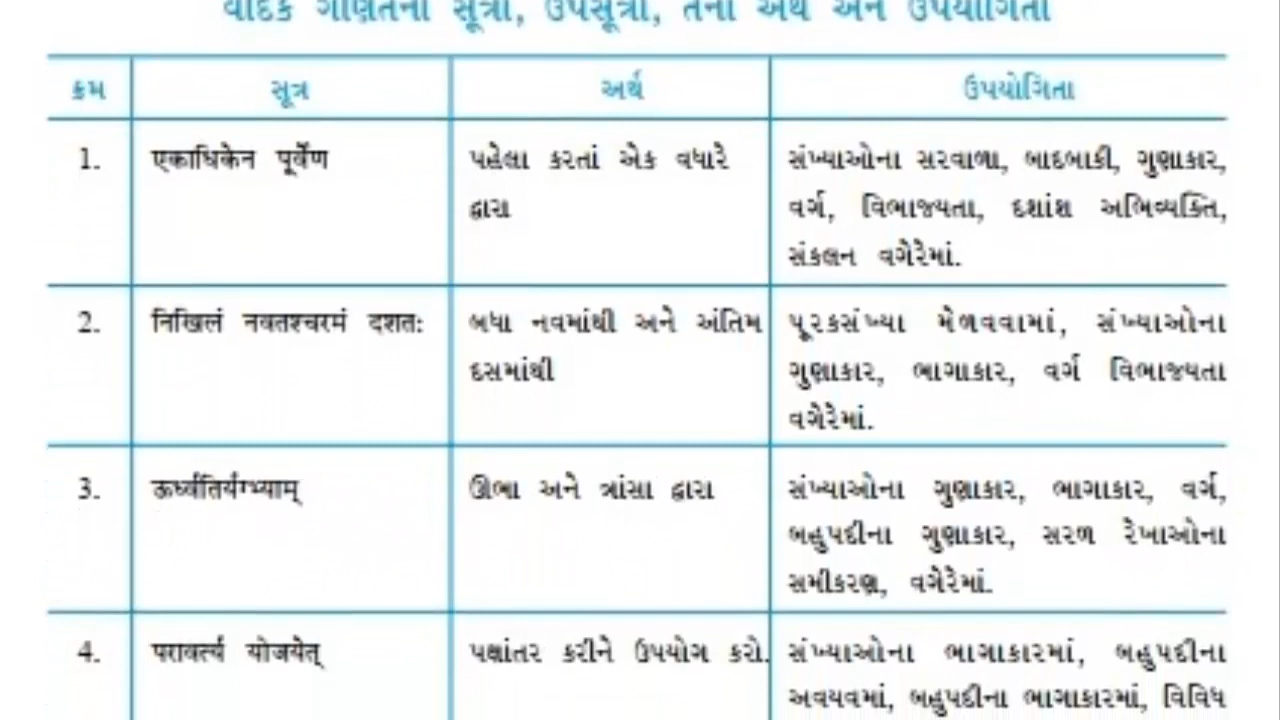 વૈદિક ગણિતનાં સૂત્રો, ઉપસૂત્રો, તેના અર્થ અને ઉપયોગિતા
ક્રમ સૂત્ર અર્થ ઉપયોગિતા
1. एकाधिकेन पूर्वेण પહેલા કરતાં એક વધારે સંખ્યાઓના સરવાળા, બાદબાકી, ગુણાકાર,
દ્વારા વર્ગ, વિભાજ્યતા, દશાંશ અભિવ્યક્તિ,
સંકલન વગેરેમાં.
2. निखिलं नवतश्चरमं दशतः બધા નવમાંથી અને અંતિમ પૂરકસંખ્યા મેળવવામાં, સંખ્યાઓના
દસમાંથી ગુણાકાર, ભાગાકાર, વર્ગ વિભાજ્યતા
વગેરેમાં.
3. ऊर्ध्वतिर्यग्भ्याम् ઊભા અને ત્રાંસા દ્વારા સંખ્યાઓના ગુણાકાર, ભાગાકાર, વર્ગ,
બહુપદીના ગુણાકાર, સરળ રેખાઓના
સમીકરણ, વગેરેમાં.
4. परावर्त्य योजयेत् પક્ષાંતર કરીને ઉપયોગ કરો. સંખ્યાઓના ભાગાકારમાં, બહુપદીના
અવયવમાં, બહુપદીના ભાગાકારમાં, વિવિધ